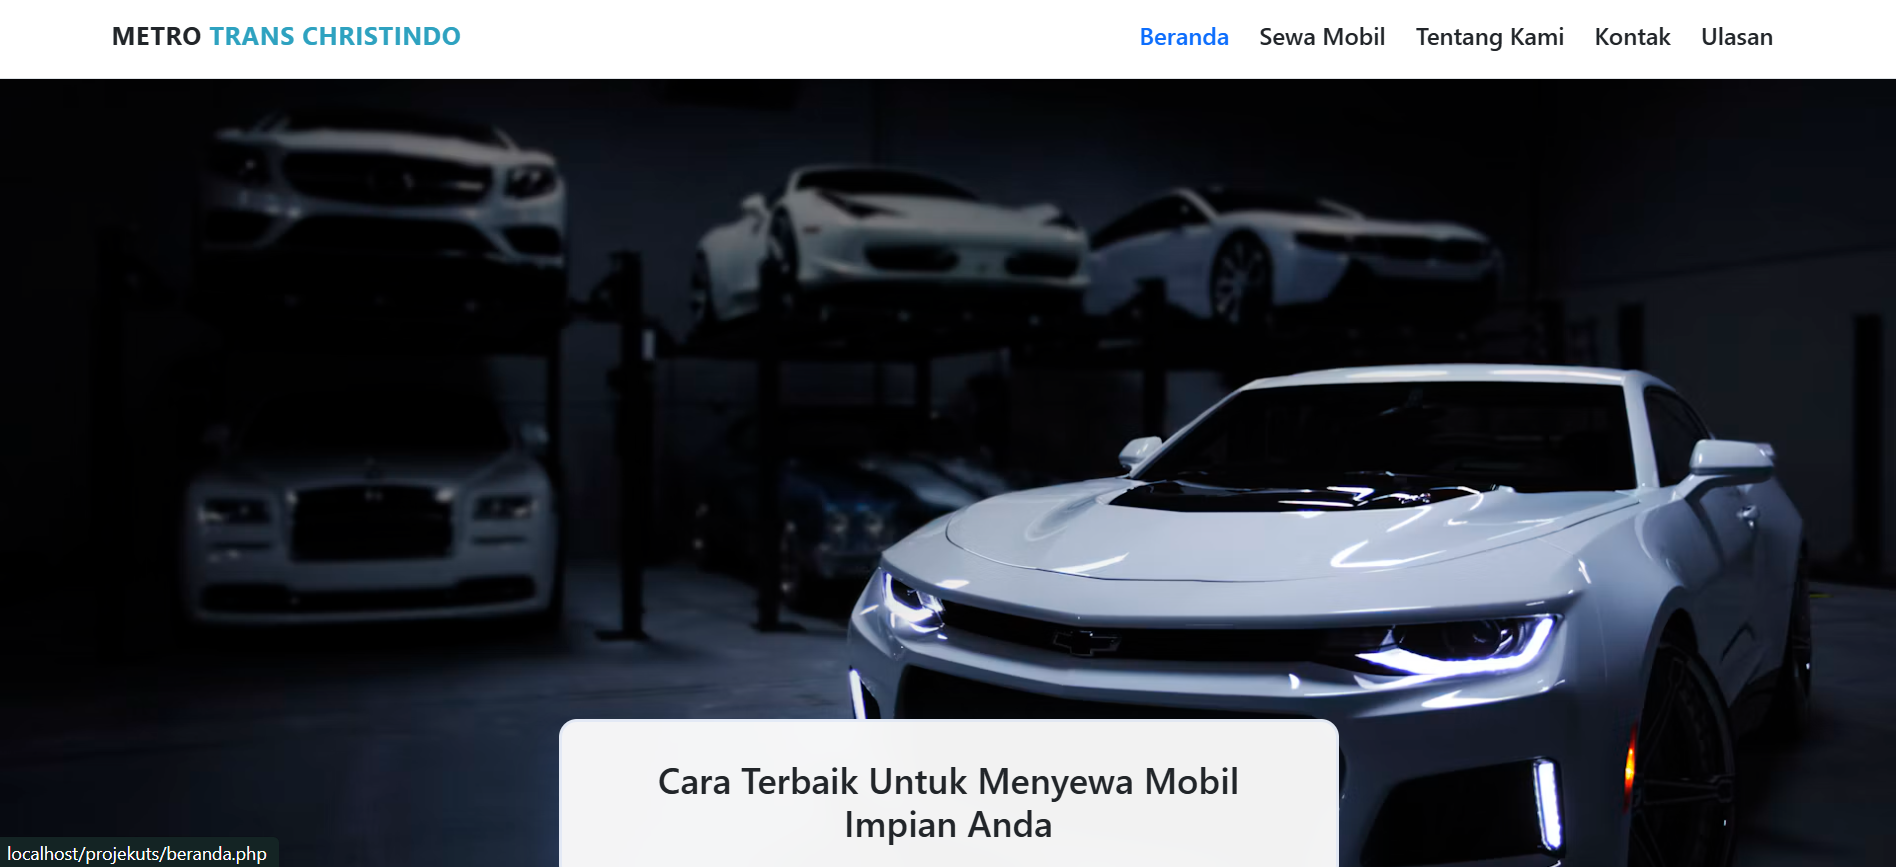 METRO TRANS CHRISTINDO
Beranda Sewa Mobil Tentang Kami Kontak Ulasan
Cara Terbaik Untuk Menyewa Mobil
Impian Anda
localhost/projekuts/beranda.php